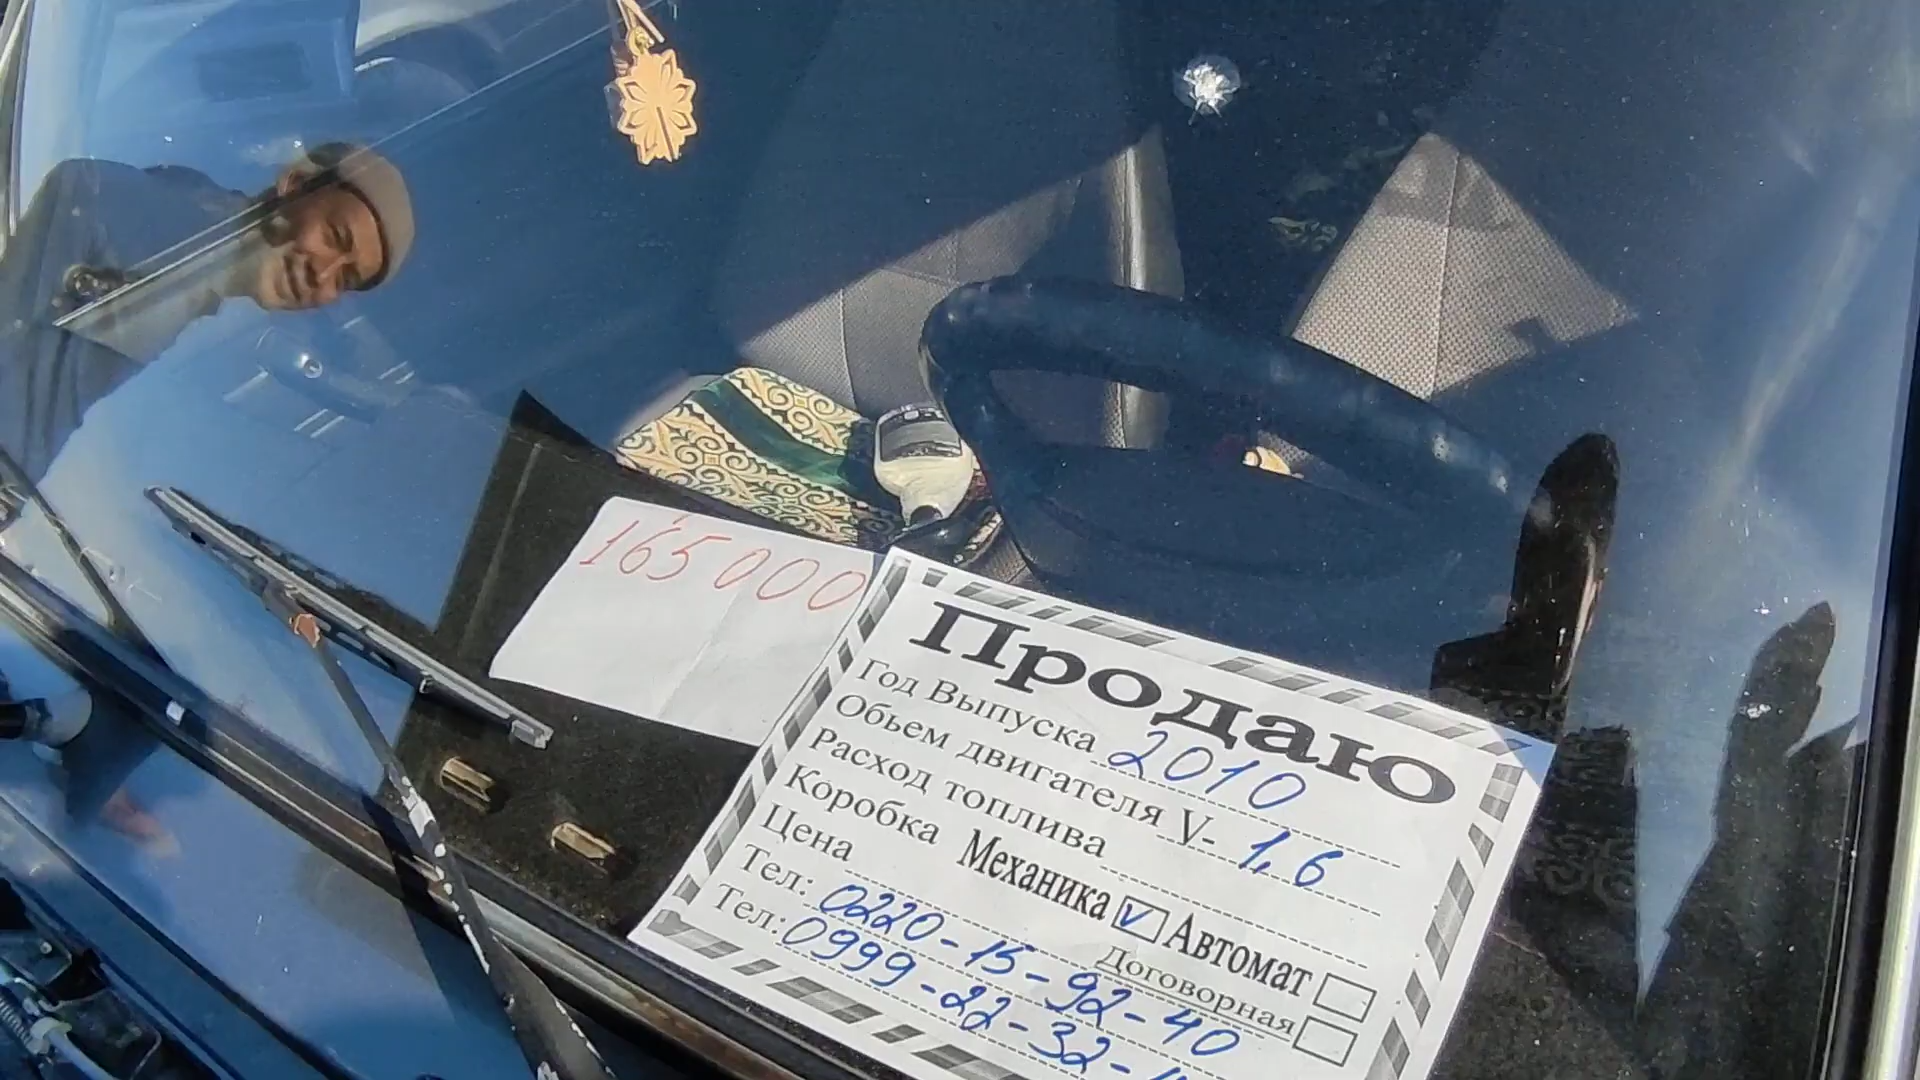 165 000
Продаю
Год Выпуска 2010
Обьем двигателя V- 1,6
Расход топлива
Коробка Механика Автомат
Цена Договорная
Тел: 0220-15-92-40
Тел: 0999-22-32-